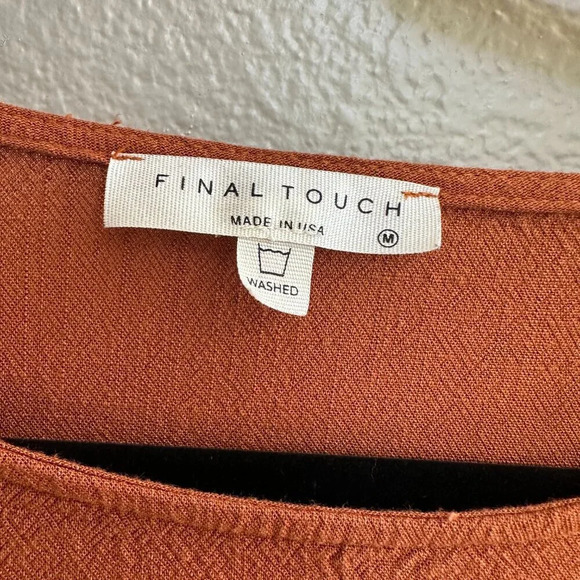 FINAL TOUCH
MADE IN USA
M
WASHED